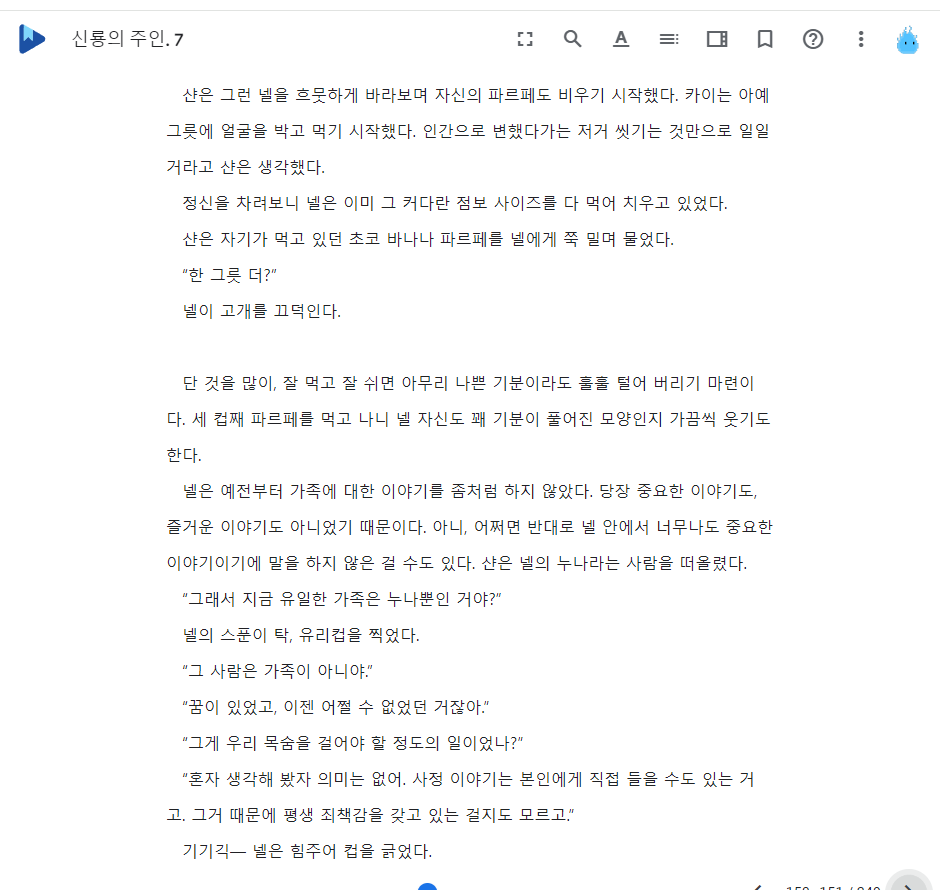 신룡의 주인. 7
샨은 그런 넬을 흐뭇하게 바라보며 자신의 파르페도 비우기 시작했다. 카이는 아예
그릇에 얼굴을 박고 먹기 시작했다. 인간으로 변했다가는 저거 씻기는 것만으로 일일
거라고 샨은 생각했다.
정신을 차려보니 넬은 이미 그 커다란 점보 사이즈를 다 먹어 치우고 있었다.
샨은 자기가 먹고 있던 초코 바나나 파르페를 넬에게 쭉 밀며 물었다.
“한 그릇 더?”
넬이 고개를 끄덕인다.
단 것을 많이, 잘 먹고 잘 쉬면 아무리 나쁜 기분이라도 훌훌 털어 버리기 마련이
다. 세 컵째 파르페를 먹고 나니 넬 자신도 꽤 기분이 풀어진 모양인지 가끔씩 웃기도
한다.
넬은 예전부터 가족에 대한 이야기를 좀처럼 하지 않았다. 당장 중요한 이야기도,
즐거운 이야기도 아니었기 때문이다. 아니, 어쩌면 반대로 넬 안에서 너무나도 중요한
이야기이기에 말을 하지 않은 걸 수도 있다. 샨은 넬의 누나라는 사람을 떠올렸다.
“그래서 지금 유일한 가족은 누나뿐인 거야?”
넬의 스푼이 탁, 유리컵을 찍었다.
“그 사람은 가족이 아니야.”
“꿈이 있었고, 이젠 어쩔 수 없었던 거잖아.”
“그게 우리 목숨을 걸어야 할 정도의 일이었나?”
“혼자 생각해 봤자 의미는 없어. 사정 이야기는 본인에게 직접 들을 수도 있는 거
고. 그거 때문에 평생 죄책감을 갖고 있는 걸지도 모르고.”
기기긱— 넬은 힘주어 컵을 긁었다.